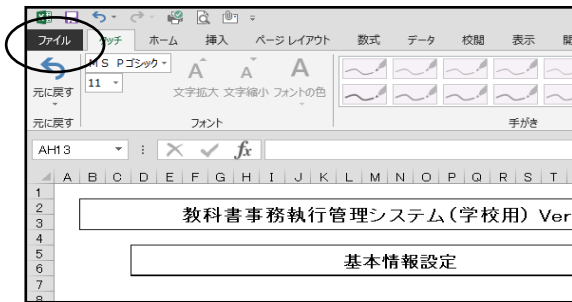 ファイル タッチ ホーム 挿入 ページ レイアウト 数式 データ 校閲 表示
ＭＳ Ｐゴシック
11
元に戻す 文字拡大 文字縮小 フォントの色
元に戻す フォント 手がき
AH13 fx
A B C D E F G H I J K L M N O P Q R S T
1
2
教科書事務執行管理システム(学校用) Ver
3
4
5
基本情報設定
6
7
8